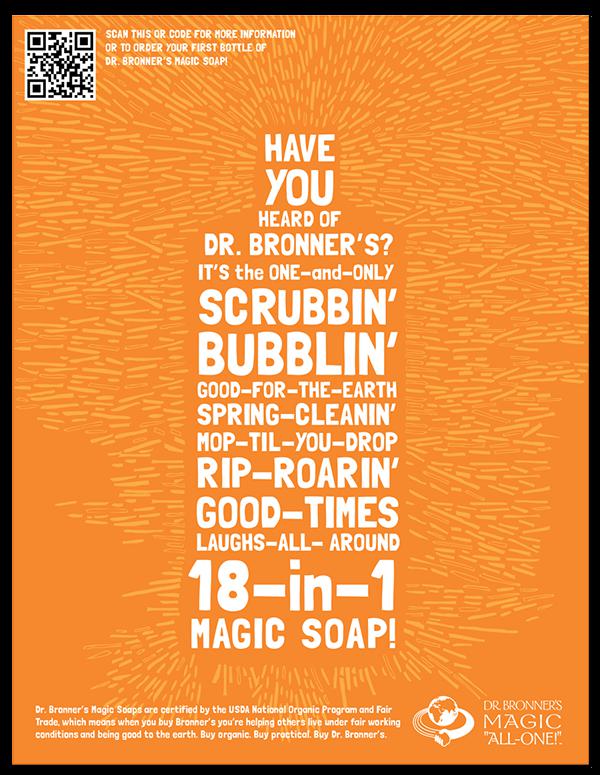 SCAN THIS QR CODE FOR MORE INFORMATION
OR TO ORDER YOUR FIRST BOTTLE OF
DR. BRONNER'S MAGIC SOAP!
HAVE
YOU
HEARD OF
DR. BRONNER'S?
IT'S the ONE-and-ONLY
SCRUBBIN'
BUBBLIN'
GOOD-FOR-THE-EARTH
SPRING-CLEANIN'
MOP-TIL-YOU-DROP
RIP-ROARIN'
GOOD-TIMES
LAUGHS-ALL- AROUND
18-in-1
MAGIC SOAP!
Dr. Bronner's Magic Soaps are certified by the USDA National Organic Program and Fair
Trade, which means when you buy Bronner's you're helping others live under fair working
conditions and being good to the earth. Buy organic. Buy practical. Buy Dr. Bronner's.
DR. BRONNER'S
MAGIC
"ALL-ONE!"